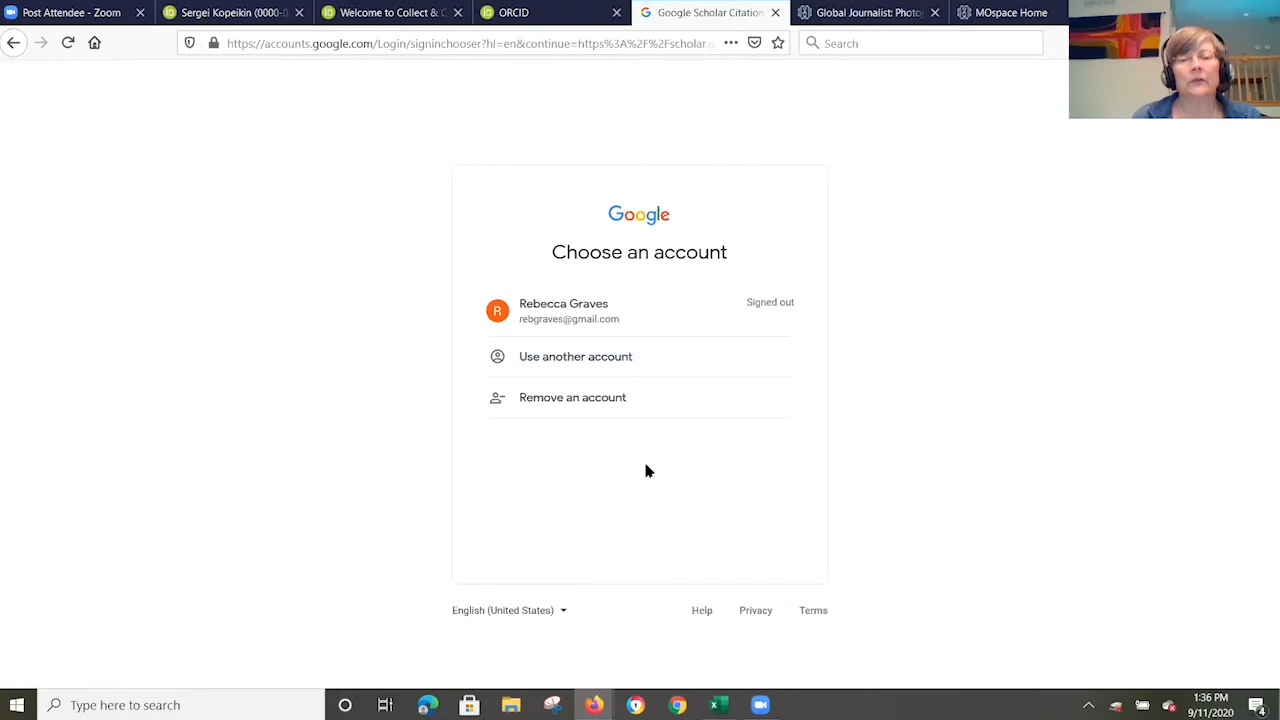 Post Attendee - Zoom
Sergei Kopeikin (0000-0
Welcome to Collect & C
ORCID
Google Scholar Citation
Global Journalist: Photoj
MOspace Home
https://accounts.google.com/Login/signinchooser?hl=en&continue=https%3A%2F%2Fscholar.g
Search
Google
Choose an account
R
Rebecca Graves
rebgraves@gmail.com
Signed out
Use another account
Remove an account
English (United States)
Help
Privacy
Terms
Type here to search
1:36 PM
9/11/2020
4